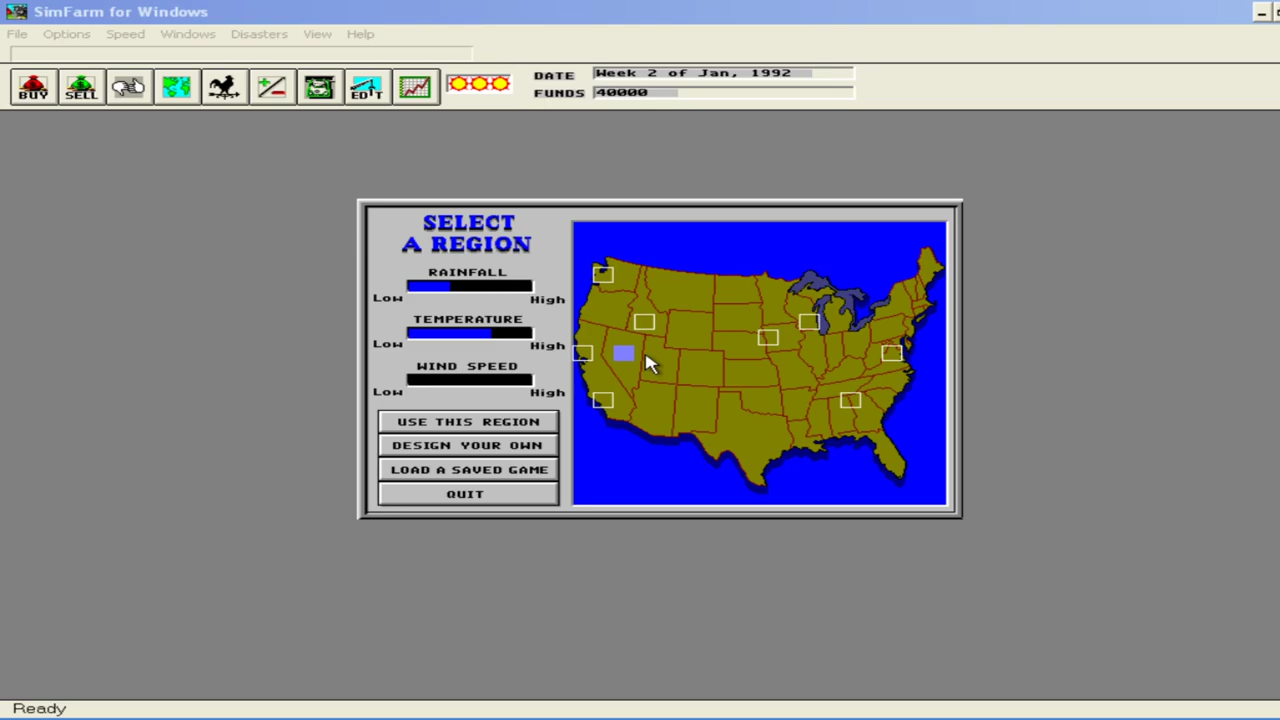 SimFarm for Windows
File Options Speed Windows Disasters View Help
BUY SELL EDIT
DATE Week 2 of Jan, 1992
FUNDS 40000
SELECT
A REGION
RAINFALL
Low High
TEMPERATURE
Low High
WIND SPEED
Low High
USE THIS REGION
DESIGN YOUR OWN
LOAD A SAVED GAME
QUIT
Ready